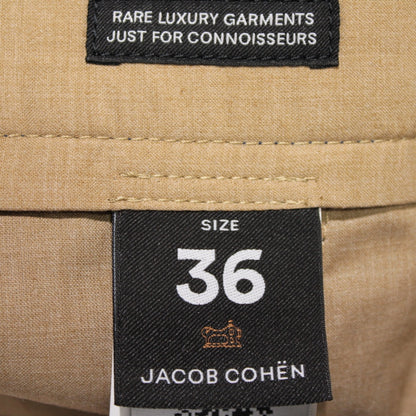 RARE LUXURY GARMENTS
JUST FOR CONNOISSEURS
SIZE
36
JACOB COHËN